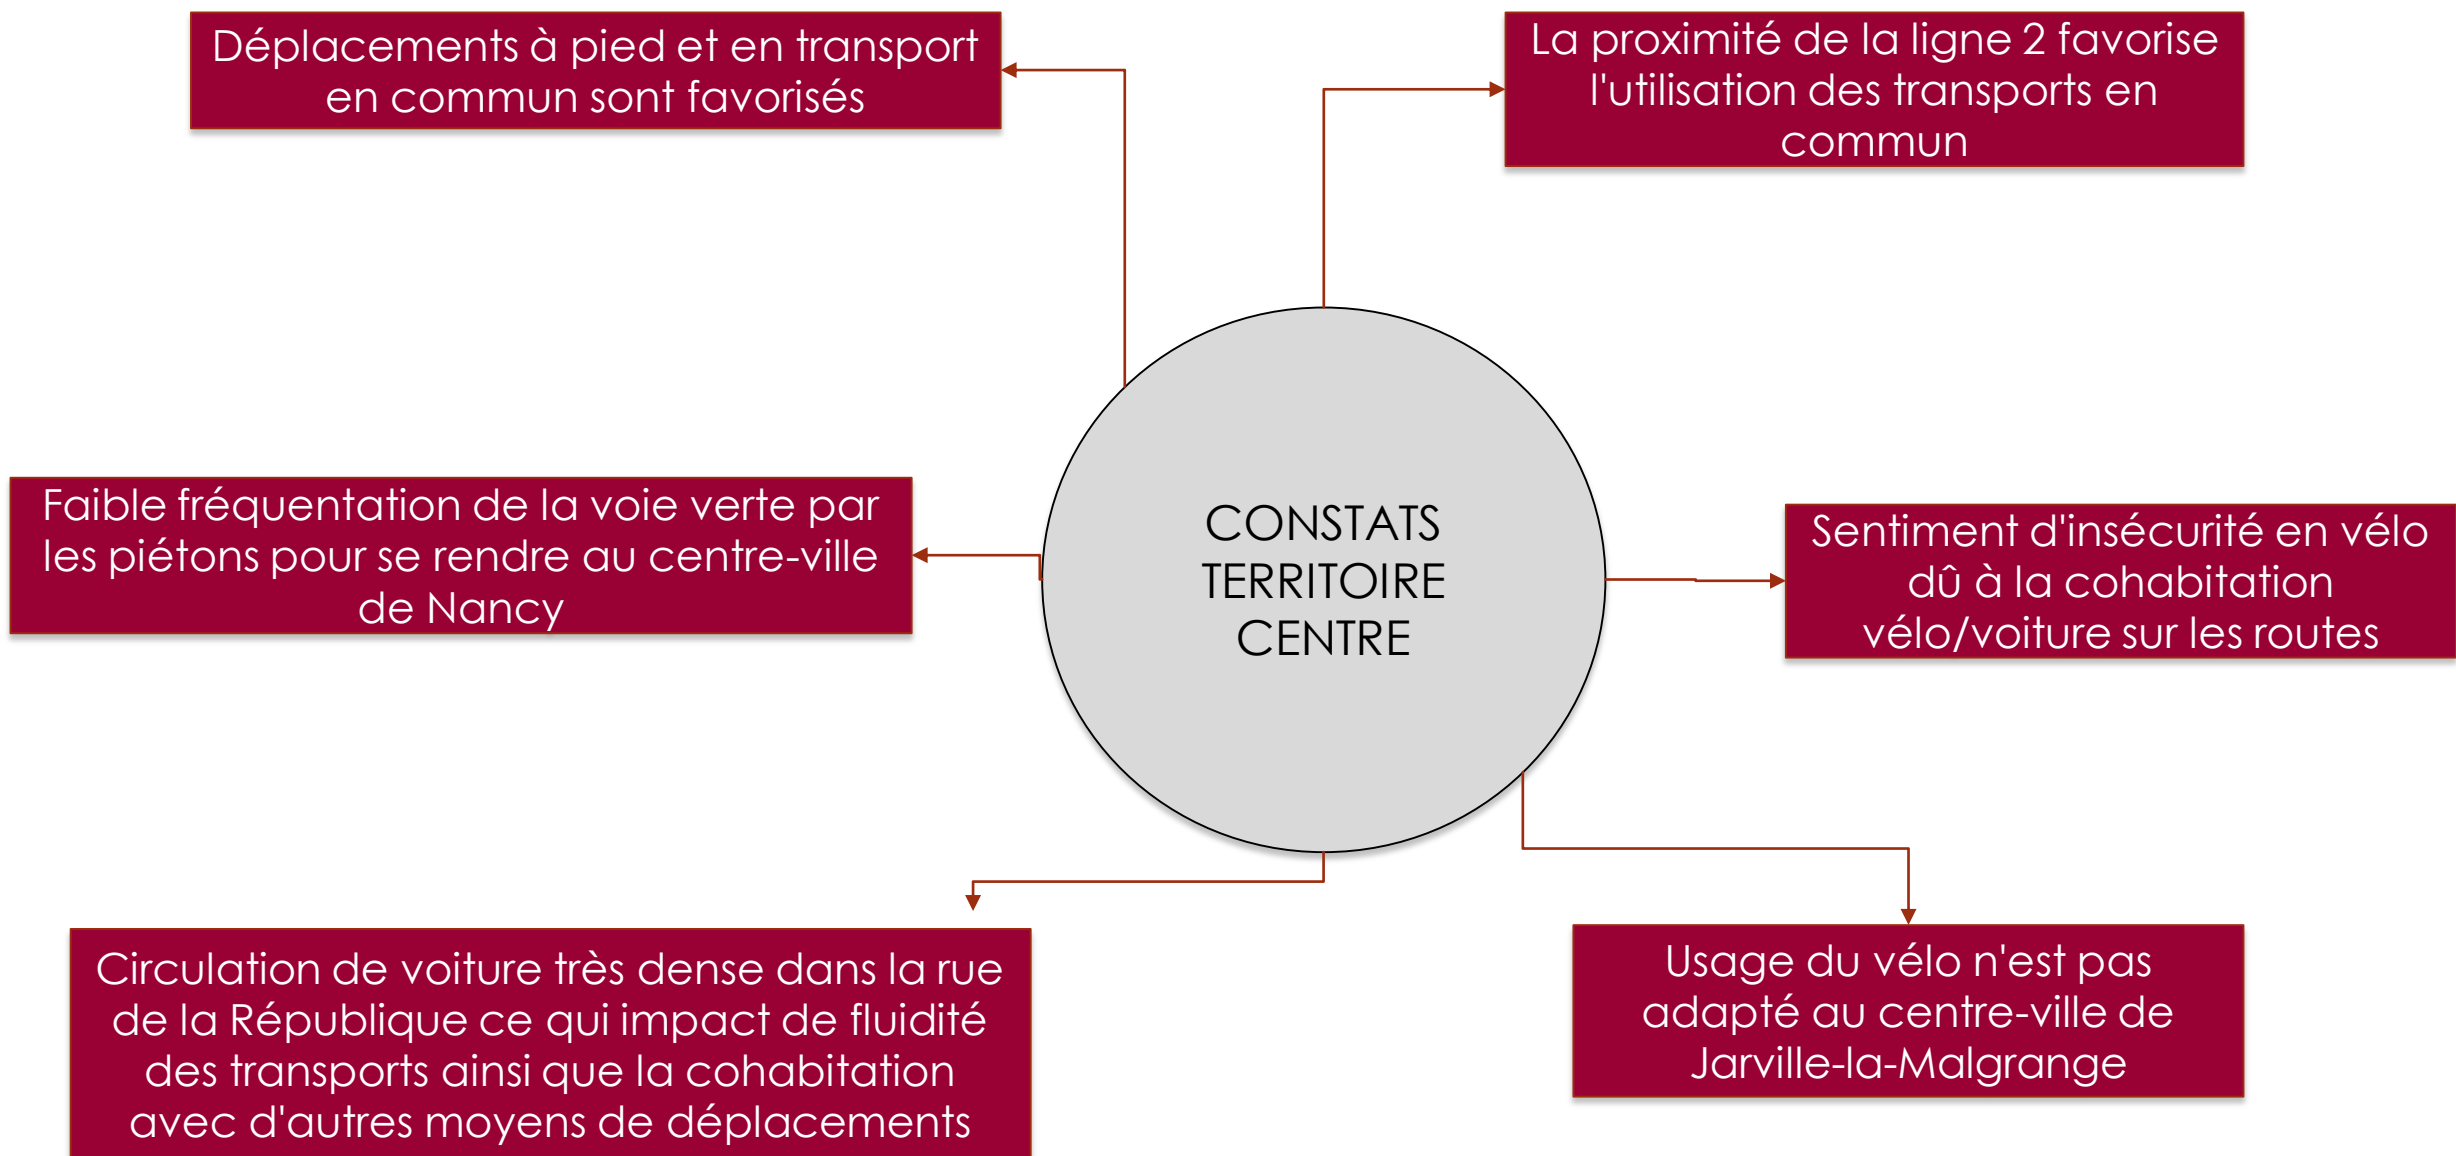 Déplacements à pied et en transport
en commun sont favorisés
La proximité de la ligne 2 favorise
l'utilisation des transports en
commun
Faible fréquentation de la voie verte par
les piétons pour se rendre au centre-ville
de Nancy
CONSTATS
TERRITOIRE
CENTRE
Sentiment d'insécurité en vélo
dû à la cohabitation
vélo/voiture sur les routes
Circulation de voiture très dense dans la rue
de la République ce qui impact de fluidité
des transports ainsi que la cohabitation
avec d'autres moyens de déplacements
Usage du vélo n'est pas
adapté au centre-ville de
Jarville-la-Malgrange